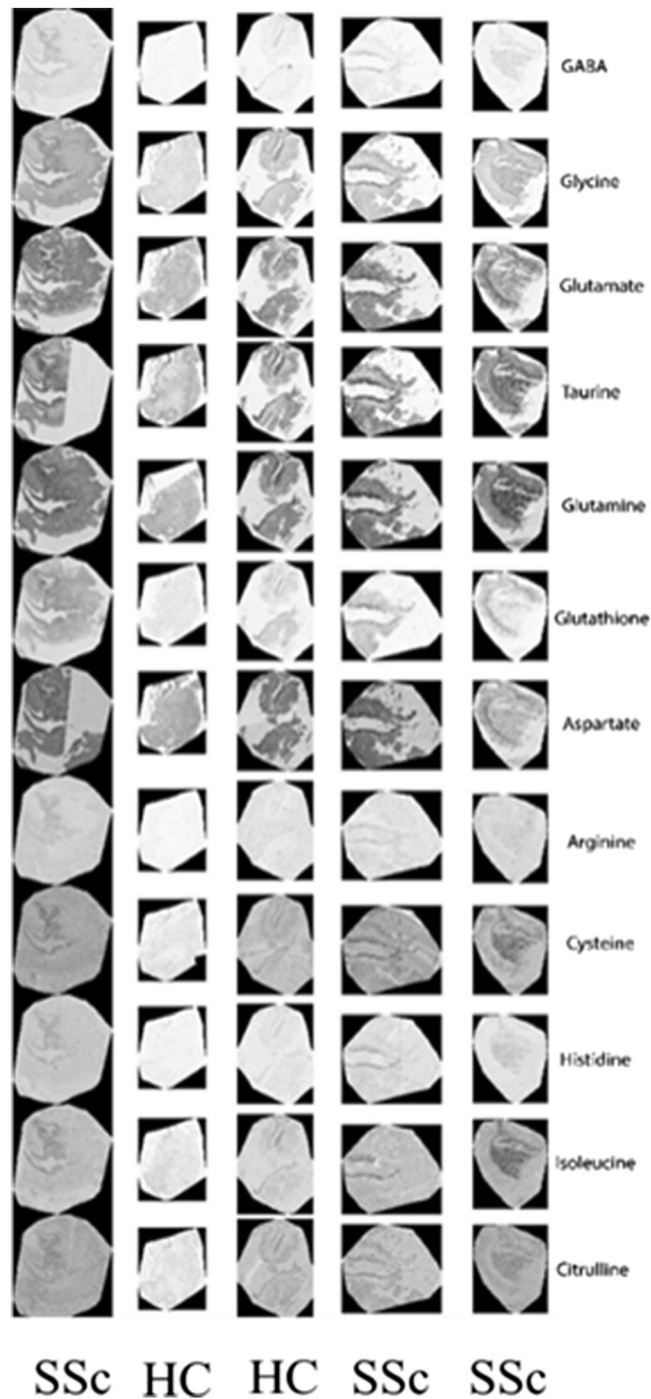 GABA
Glycine
Glutamate
Taurine
Glutamine
Glutathione
Aspartate
Arginine
Cysteine
Histidine
Isoleucine
Citrulline
SSc HC HC SSc SSc